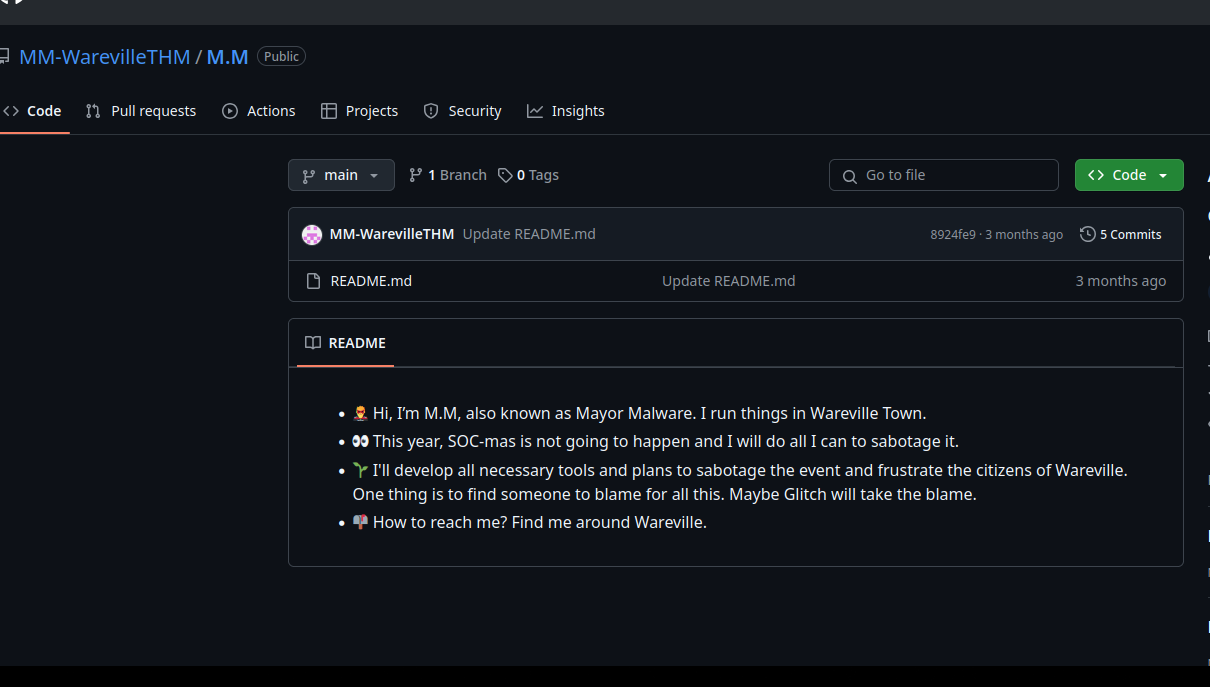 MM-WarevilleTHM / M.M Public
Code Pull requests Actions Projects Security Insights
main 1 Branch 0 Tags Go to file Code
MM-WarevilleTHM Update README.md 8924fe9 · 3 months ago 5 Commits
README.md Update README.md 3 months ago
README
Hi, I’m M.M, also known as Mayor Malware. I run things in Wareville Town.
This year, SOC-mas is not going to happen and I will do all I can to sabotage it.
I'll develop all necessary tools and plans to sabotage the event and frustrate the citizens of Wareville.
One thing is to find someone to blame for all this. Maybe Glitch will take the blame.
How to reach me? Find me around Wareville.